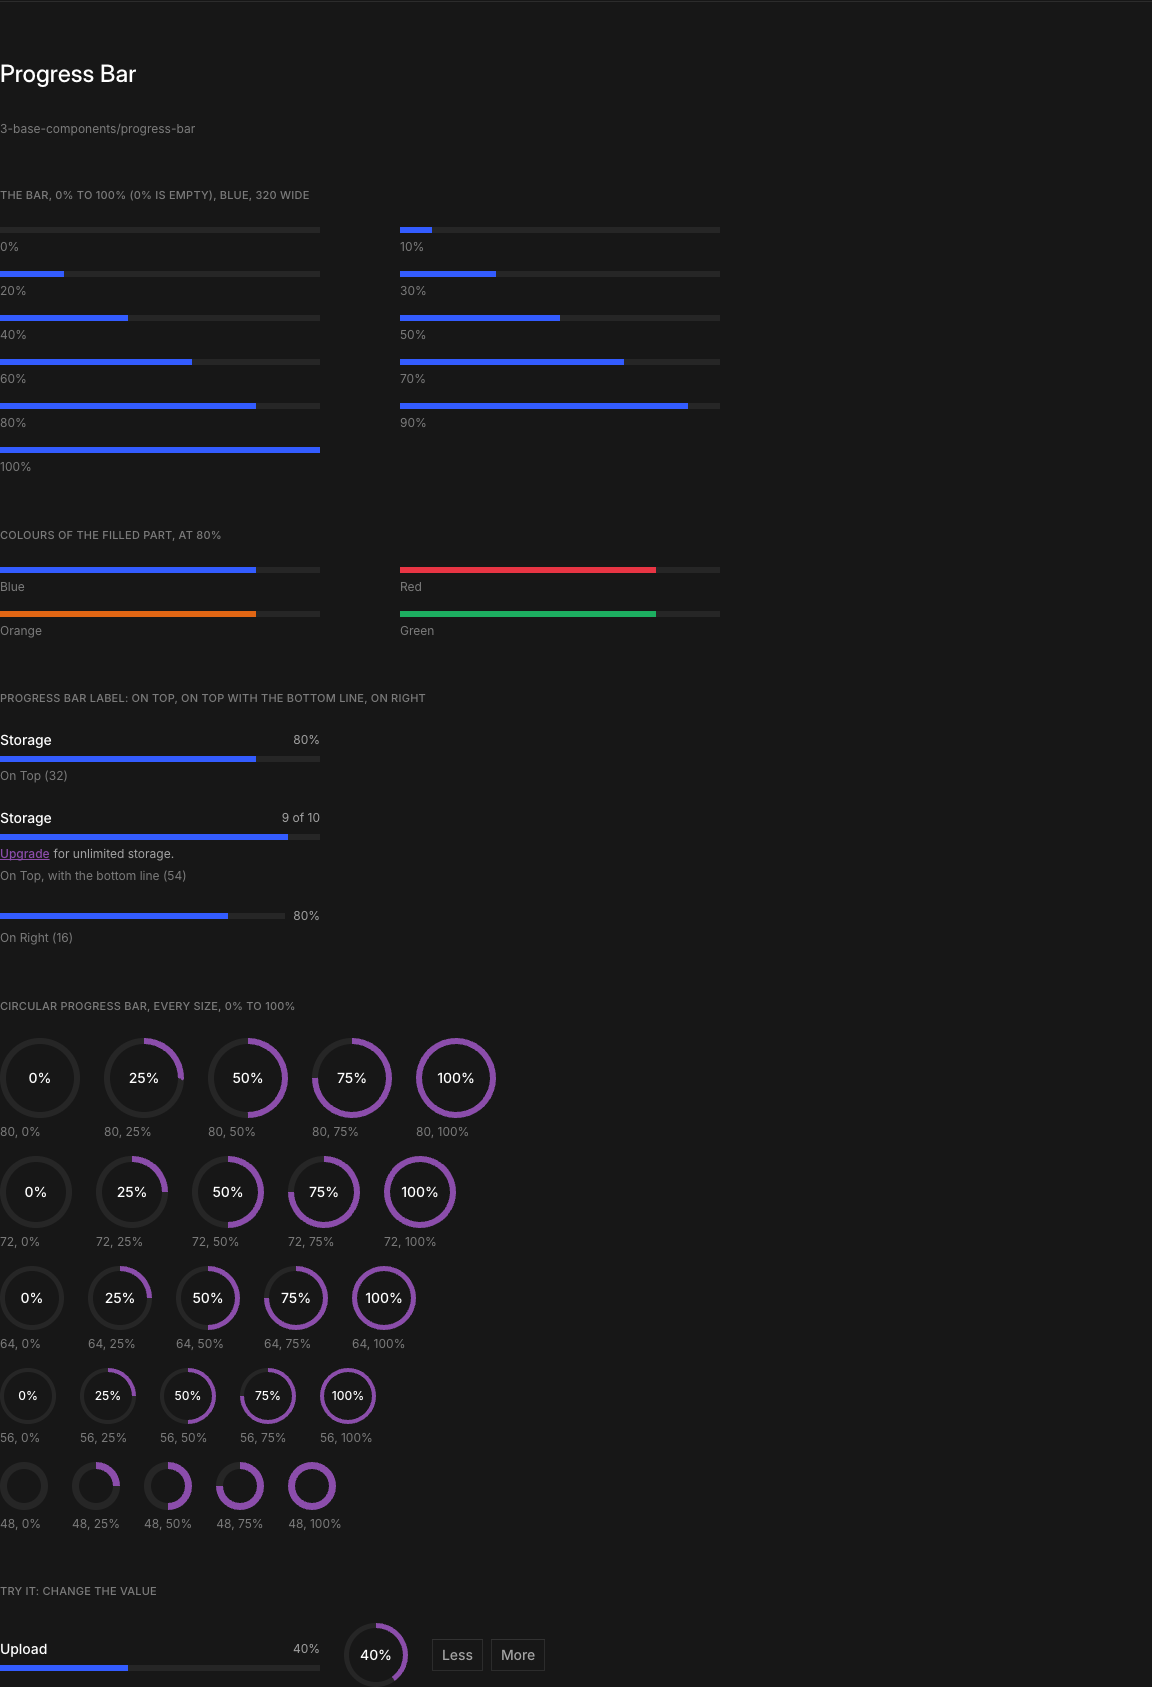 Progress Bar
3-base-components/progress-bar
THE BAR, 0% TO 100% (0% IS EMPTY), BLUE, 320 WIDE
0%
10%
20%
30%
40%
50%
60%
70%
80%
90%
100%
COLOURS OF THE FILLED PART, AT 80%
Blue
Red
Orange
Green
PROGRESS BAR LABEL: ON TOP, ON TOP WITH THE BOTTOM LINE, ON RIGHT
Storage 80%
On Top (32)
Storage 9 of 10
Upgrade for unlimited storage.
On Top, with the bottom line (54)
80%
On Right (16)
CIRCULAR PROGRESS BAR, EVERY SIZE, 0% TO 100%
0% 25% 50% 75% 100%
80, 0% 80, 25% 80, 50% 80, 75% 80, 100%
0% 25% 50% 75% 100%
72, 0% 72, 25% 72, 50% 72, 75% 72, 100%
0% 25% 50% 75% 100%
64, 0% 64, 25% 64, 50% 64, 75% 64, 100%
0% 25% 50% 75% 100%
56, 0% 56, 25% 56, 50% 56, 75% 56, 100%
48, 0% 48, 25% 48, 50% 48, 75% 48, 100%
TRY IT: CHANGE THE VALUE
Upload 40% 40% Less More